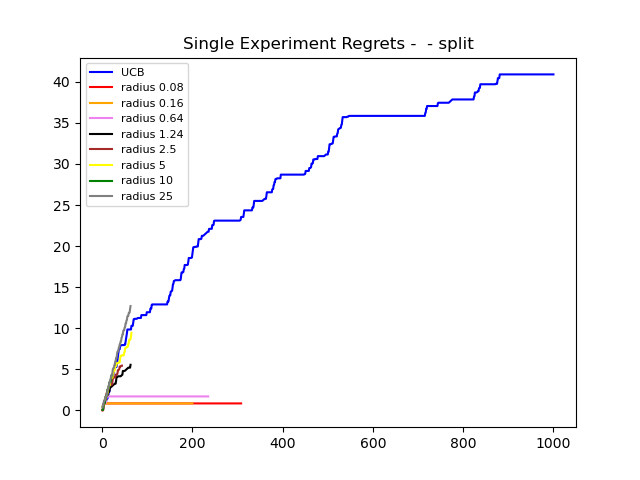 Single Experiment Regrets -  - split
UCB
radius 0.08
radius 0.16
radius 0.64
radius 1.24
radius 2.5
radius 5
radius 10
radius 25
40
35
30
25
20
15
10
5
0
0 200 400 600 800 1000